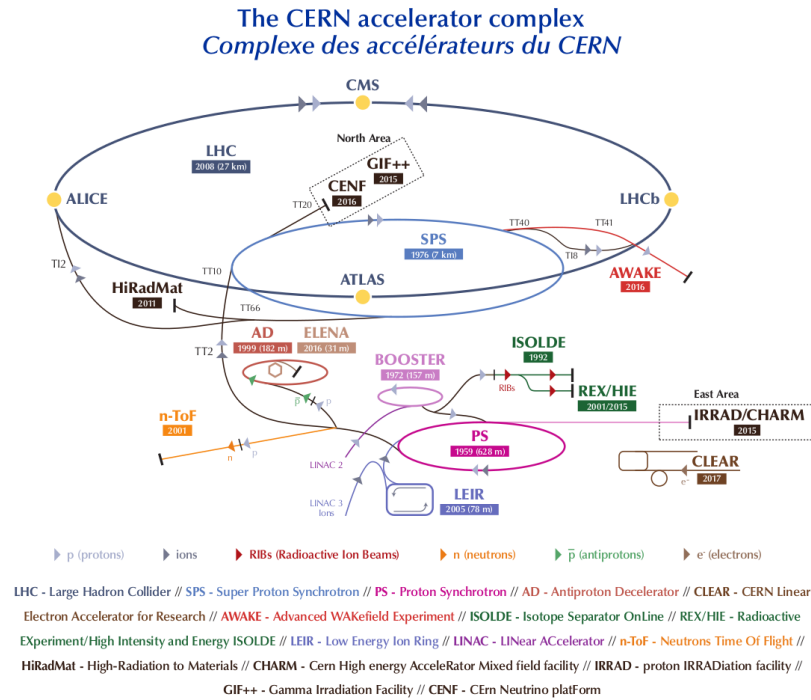 The CERN accelerator complex
Complexe des accélérateurs du CERN
CMS
North Area
LHC
2008 (27 km)
GIF++
2015
CENF
2016
ALICE
LHCb
TT20
TT40
TT41
SPS
1976 (7 km)
TI8
TI2
TT10
AWAKE
2016
ATLAS
HiRadMat
2011
TT66
AD
1999 (182 m)
ELENA
2016 (31 m)
TT2
ISOLDE
1992
BOOSTER
1972 (157 m)
RIBs
REX/HIE
2001/2015
p̅
p
East Area
n-ToF
2001
IRRAD/CHARM
2015
PS
1959 (628 m)
n
p
LINAC 2
CLEAR
2017
e-
LINAC 3
Ions
LEIR
2005 (78 m)
p (protons)
ions
RIBs (Radioactive Ion Beams)
n (neutrons)
p̅ (antiprotons)
e- (electrons)
LHC - Large Hadron Collider // SPS - Super Proton Synchrotron // PS - Proton Synchrotron // AD - Antiproton Decelerator // CLEAR - CERN Linear
Electron Accelerator for Research // AWAKE - Advanced WAKefield Experiment // ISOLDE - Isotope Separator OnLine // REX/HIE - Radioactive
EXperiment/High Intensity and Energy ISOLDE // LEIR - Low Energy Ion Ring // LINAC - LINear ACcelerator // n-ToF - Neutrons Time Of Flight //
HiRadMat - High-Radiation to Materials // CHARM - Cern High energy AcceleRator Mixed field facility // IRRAD - proton IRRADiation facility //
GIF++ - Gamma Irradiation Facility // CENF - CErn Neutrino platForm